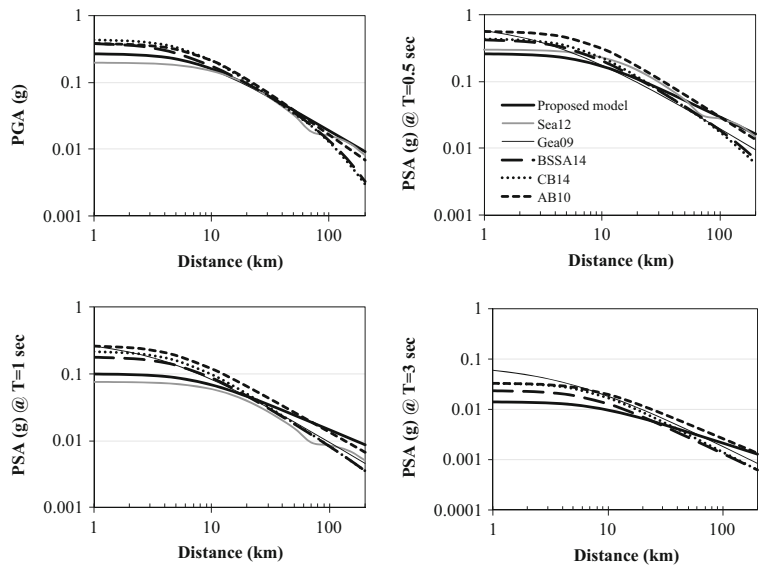 1
0.1
0.01
0.001
PGA (g)
1
10
100
Distance (km)
1
0.1
0.01
0.001
PSA (g) @ T=0.5 sec
Proposed model
Sea12
Gea09
BSSA14
CB14
AB10
1
10
100
Distance (km)
1
0.1
0.01
0.001
PSA (g) @ T=1 sec
1
10
100
Distance (km)
1
0.1
0.01
0.001
0.0001
PSA (g) @ T=3 sec
1
10
100
Distance (km)